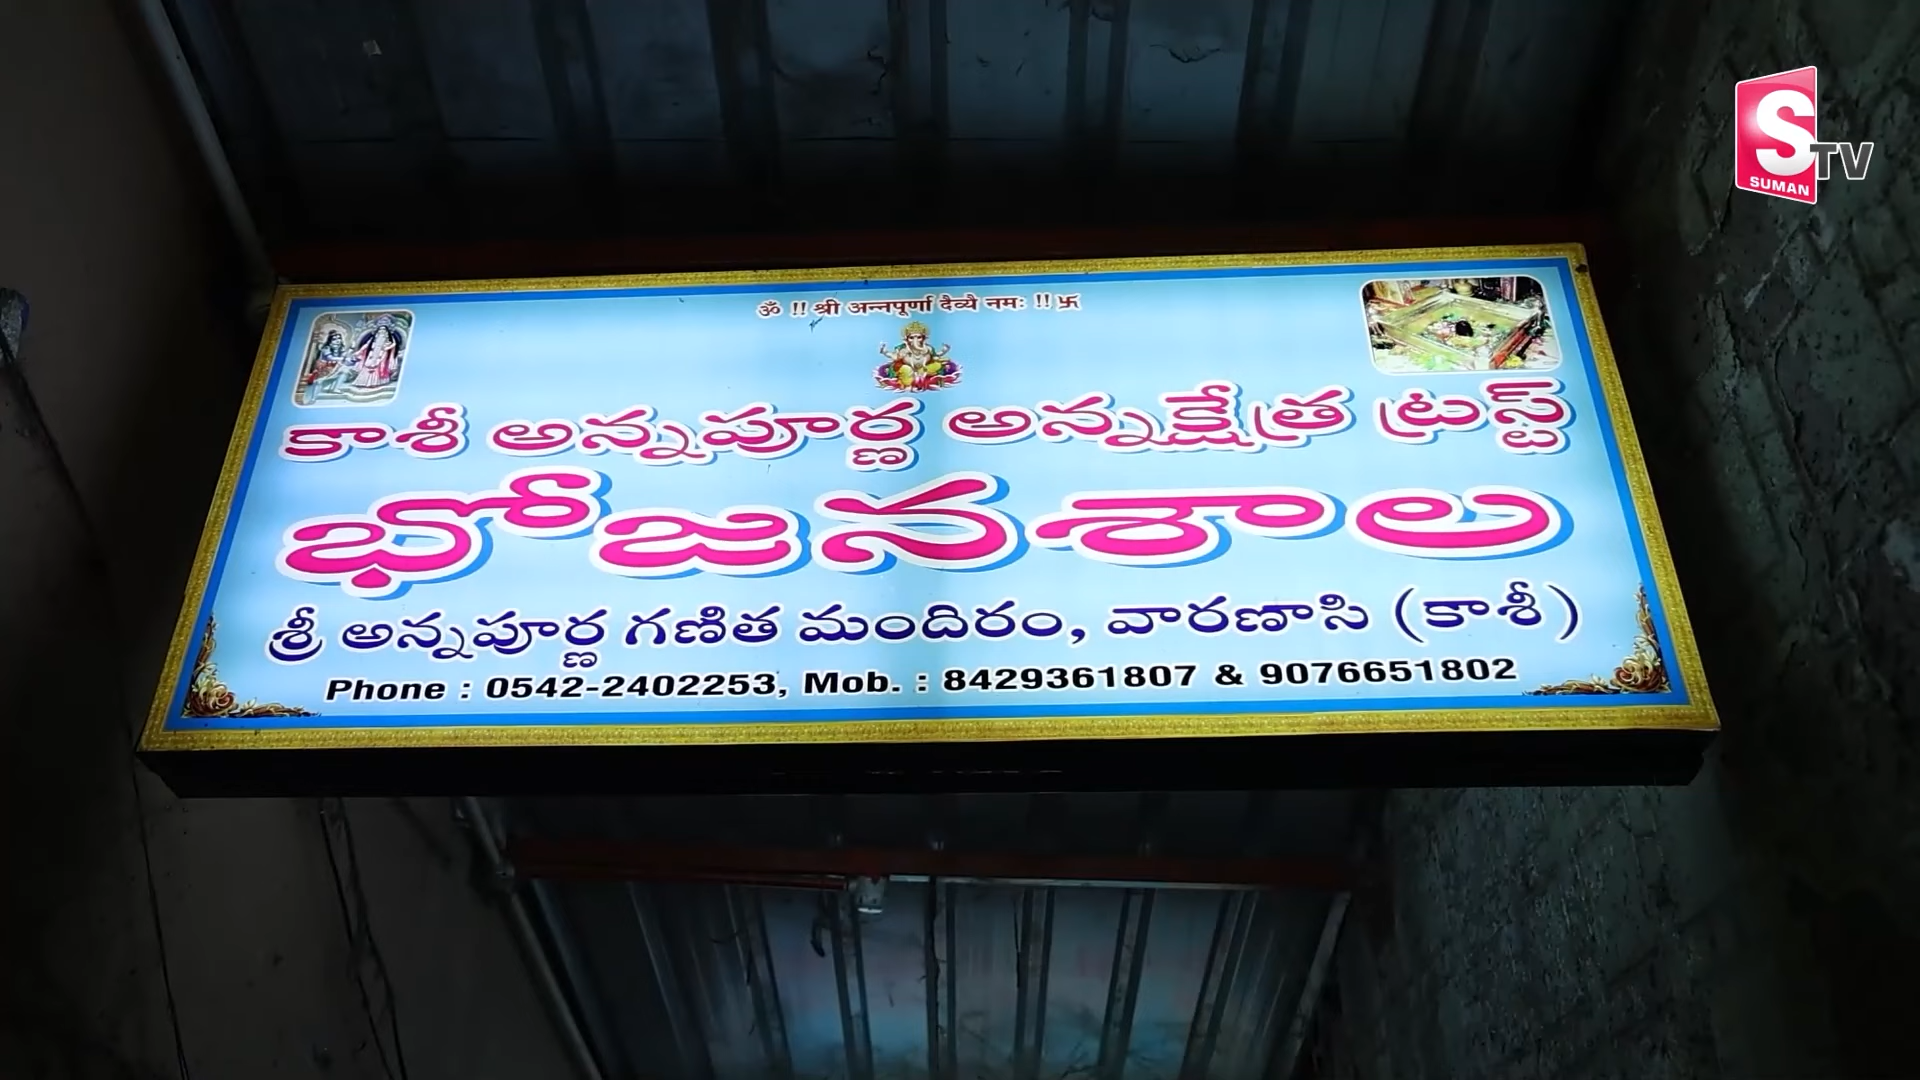 S
SUMAN TV
ॐ !! श्री अन्नपूर्णा दैव्यै नमः !! 卐
కాశీ అన్నపూర్ణ అన్నక్షేత్ర ట్రస్ట్
భోజనశాల
శ్రీ అన్నపూర్ణ గణిత మందిరం, వారణాసి (కాశీ)
Phone : 0542-2402253, Mob. : 8429361807 & 9076651802